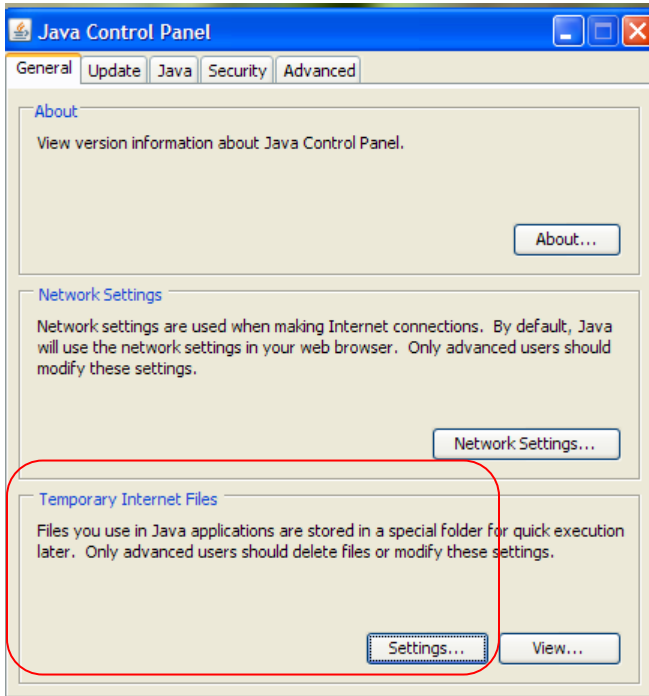 Java Control Panel
General Update Java Security Advanced
About
View version information about Java Control Panel.
About...
Network Settings
Network settings are used when making Internet connections.  By default, Java
will use the network settings in your web browser.  Only advanced users should
modify these settings.
Network Settings...
Temporary Internet Files
Files you use in Java applications are stored in a special folder for quick execution
later.  Only advanced users should delete files or modify these settings.
Settings... View...